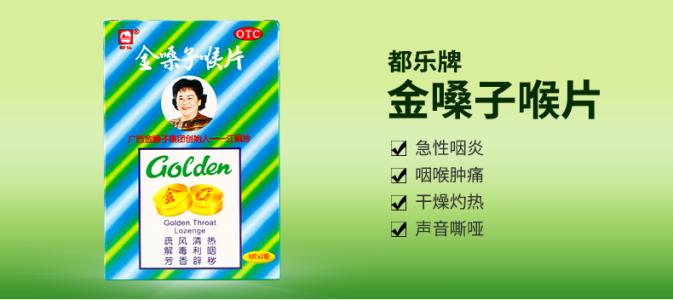 都乐
OTC
金嗓子喉片
广西金嗓子集团创始人——江佩珍
Golden
金 G
Golden Throat
Lozenge
疏风清热
解毒利咽
芳香辟秽
6片x2板
都乐牌
金嗓子喉片
急性咽炎
咽喉肿痛
干燥灼热
声音嘶哑